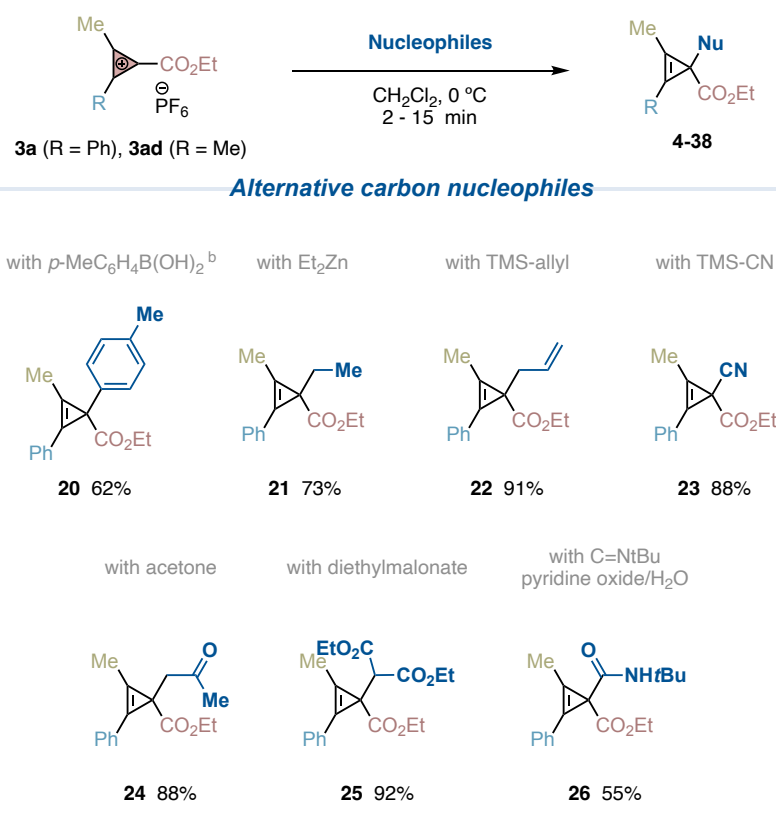 Me
R
⊕
CO2Et
⊖
PF6
3a (R = Ph), 3ad (R = Me)
Nucleophiles
CH2Cl2, 0 ºC
2 - 15 min
Me
Nu
R
CO2Et
4-38
Alternative carbon nucleophiles
with p-MeC6H4B(OH)2 b
with Et2Zn
with TMS-allyl
with TMS-CN
Me
Me
CO2Et
Ph
Me
Me
CO2Et
Ph
Me
CO2Et
Ph
Me
CN
CO2Et
Ph
20 62%
21 73%
22 91%
23 88%
with acetone
with diethylmalonate
with C=NtBu
pyridine oxide/H2O
Me
O
Me
CO2Et
Ph
EtO2C
Me
CO2Et
CO2Et
Ph
Me
O
NHtBu
CO2Et
Ph
24 88%
25 92%
26 55%